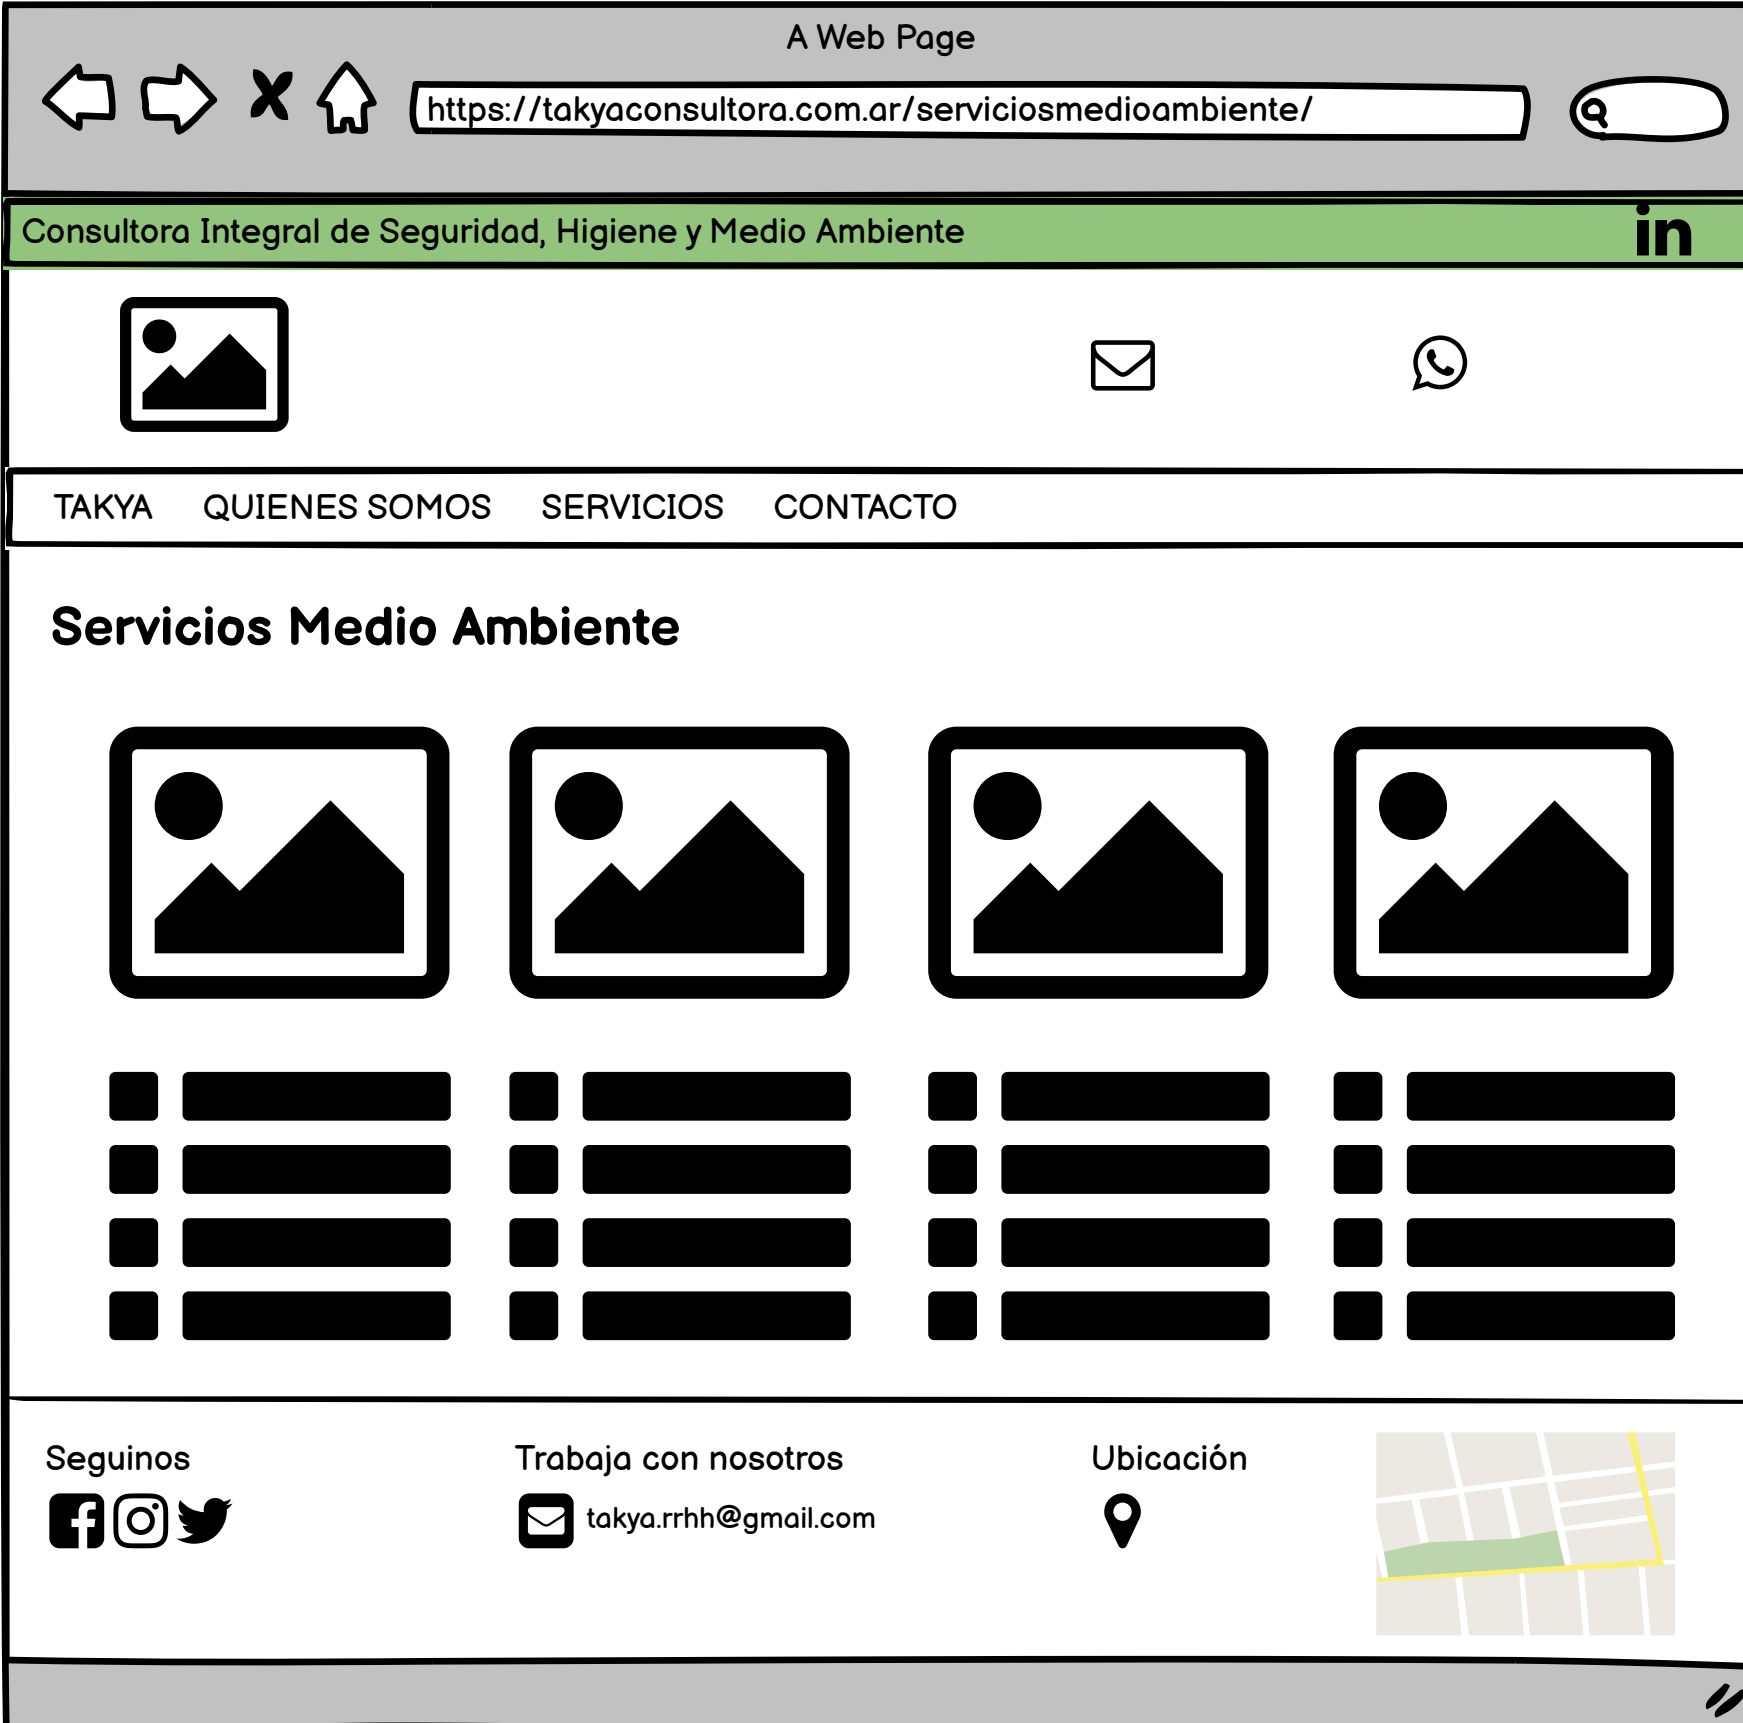 A Web Page
https://takyaconsultora.com.ar/serviciosmedioambiente/
Consultora Integral de Seguridad, Higiene y Medio Ambiente
in
TAKYA QUIENES SOMOS SERVICIOS CONTACTO
Servicios Medio Ambiente
Seguinos Trabaja con nosotros Ubicación
takya.rrhh@gmail.com